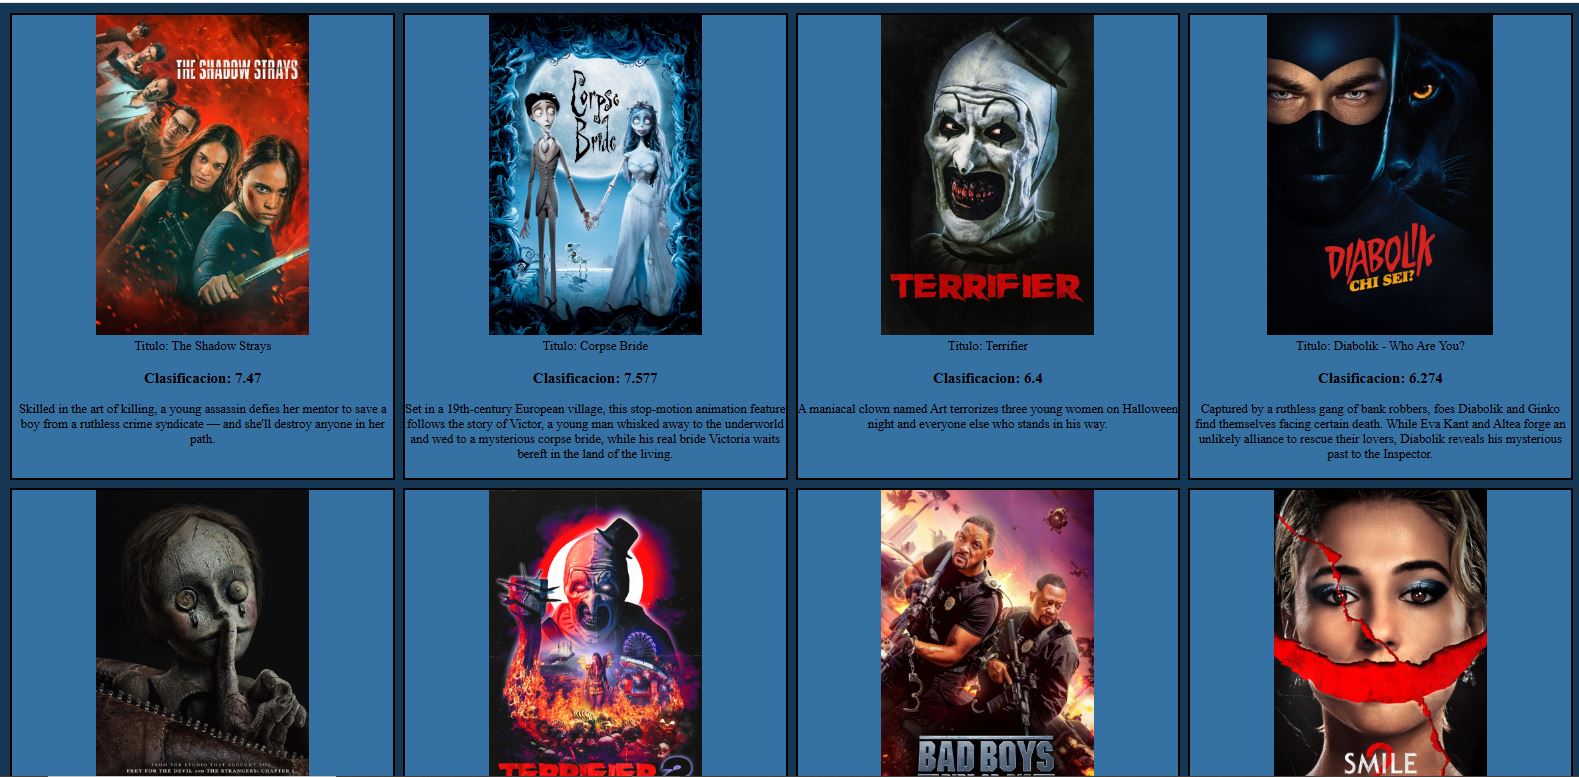 THE SHADOW STRAYS
Corpse
Bride
TERRIFIER
DIABOLIK
CHI SEI?
Titulo: The Shadow Strays
Titulo: Corpse Bride
Titulo: Terrifier
Titulo: Diabolik - Who Are You?
Clasificacion: 7.47
Clasificacion: 7.577
Clasificacion: 6.4
Clasificacion: 6.274
Skilled in the art of killing, a young assassin defies her mentor to save a
boy from a ruthless crime syndicate — and she'll destroy anyone in her
path.
Set in a 19th-century European village, this stop-motion animation feature
follows the story of Victor, a young man whisked away to the underworld
and wed to a mysterious corpse bride, while his real bride Victoria waits
bereft in the land of the living.
A maniacal clown named Art terrorizes three young women on Halloween
night and everyone else who stands in his way.
Captured by a ruthless gang of bank robbers, foes Diabolik and Ginko
find themselves facing certain death. While Eva Kant and Altea forge an
unlikely alliance to rescue their lovers, Diabolik reveals his mysterious
past to the Inspector.
FROM THE STUDIO THAT BROUGHT YOU
PREY FOR THE DEVIL AND THE STRANGERS: CHAPTER 1
TERRIFIER 2
BAD BOYS
SMILE
2